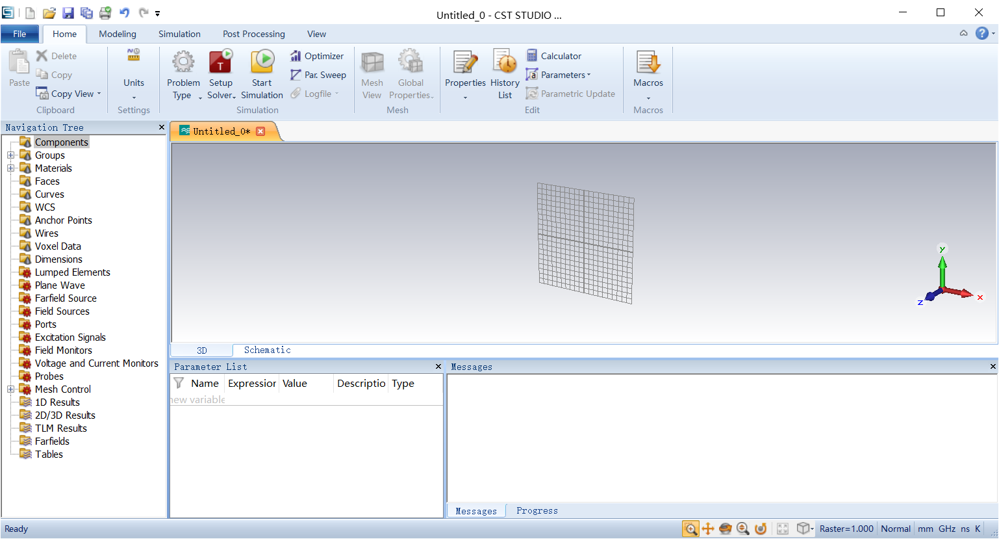 Untitled_0 - CST STUDIO ...
File Home Modeling Simulation Post Processing View
Paste
Delete
Copy
Copy View
Clipboard
Units
Settings
Problem Type
Setup Solver
Start Simulation
Optimizer
Par. Sweep
Logfile
Simulation
Mesh View
Global Properties
Mesh
Properties
History List
Calculator
Parameters
Parametric Update
Edit
Macros
Macros
Navigation Tree
Components
Groups
Materials
Faces
Curves
WCS
Anchor Points
Wires
Voxel Data
Dimensions
Lumped Elements
Plane Wave
Farfield Source
Field Sources
Ports
Excitation Signals
Field Monitors
Voltage and Current Monitors
Probes
Mesh Control
1D Results
2D/3D Results
TLM Results
Farfields
Tables
Untitled_0*
y
x
z
3D Schematic
Parameter List
Name Expression Value Descriptio Type
new variable
Messages
Messages Progress
Ready
Raster=1.000 Normal mm GHz ns K